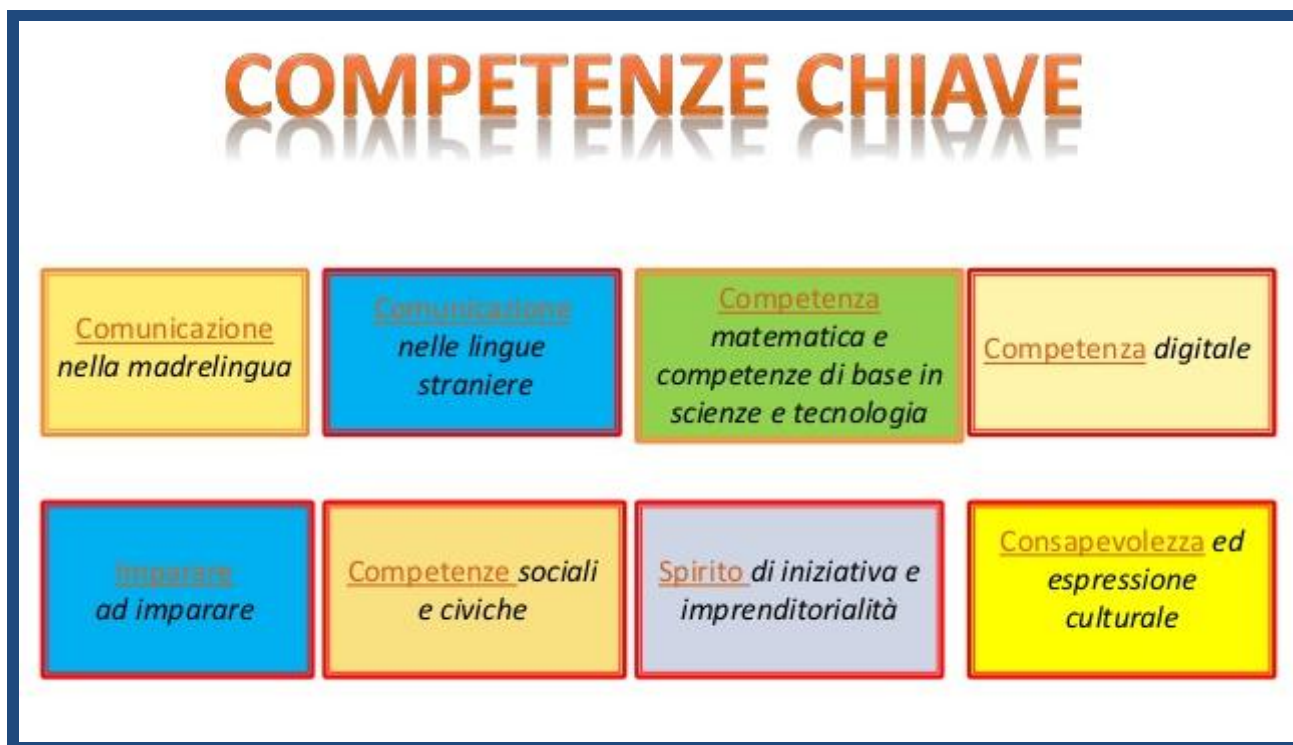 COMPETENZE CHIAVE
Comunicazione
nella madrelingua
Comunicazione
nelle lingue
straniere
Competenza
matematica e
competenze di base in
scienze e tecnologia
Competenza digitale
Imparare
ad imparare
Competenze sociali
e civiche
Spirito di iniziativa e
imprenditorialità
Consapevolezza ed
espressione
culturale